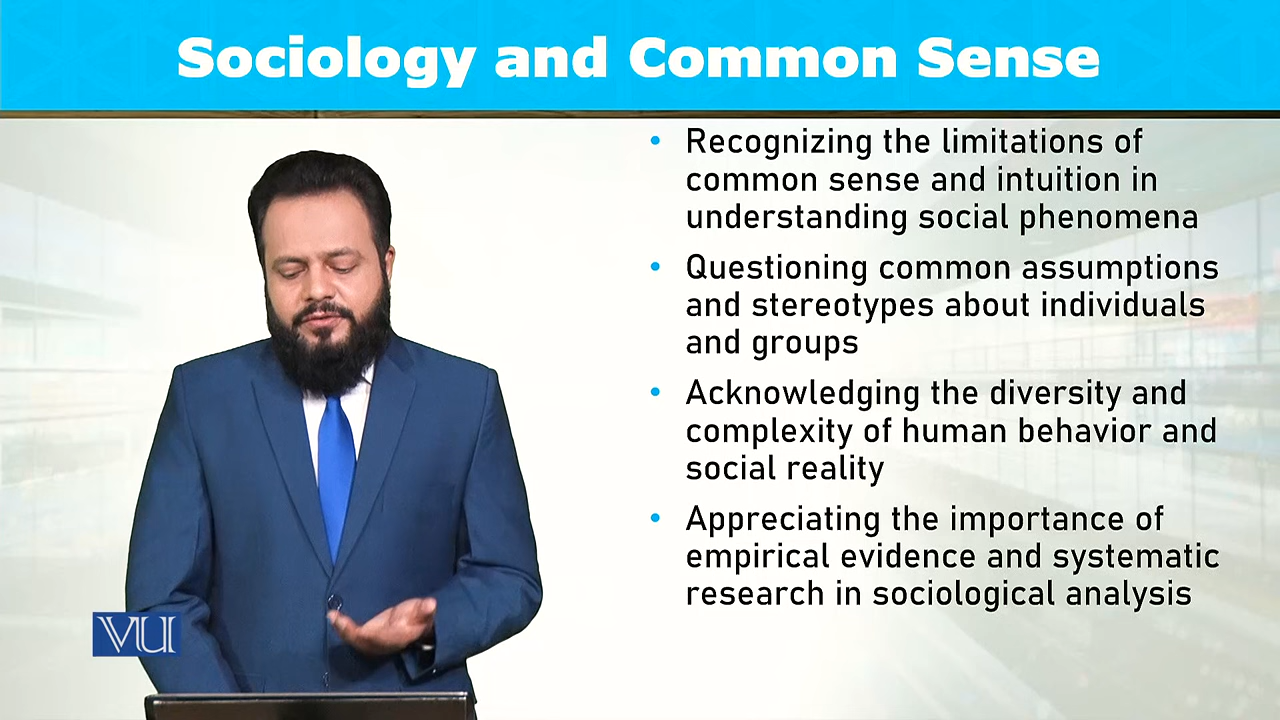 Sociology and Common Sense
• Recognizing the limitations of
common sense and intuition in
understanding social phenomena
• Questioning common assumptions
and stereotypes about individuals
and groups
• Acknowledging the diversity and
complexity of human behavior and
social reality
• Appreciating the importance of
empirical evidence and systematic
research in sociological analysis
VU